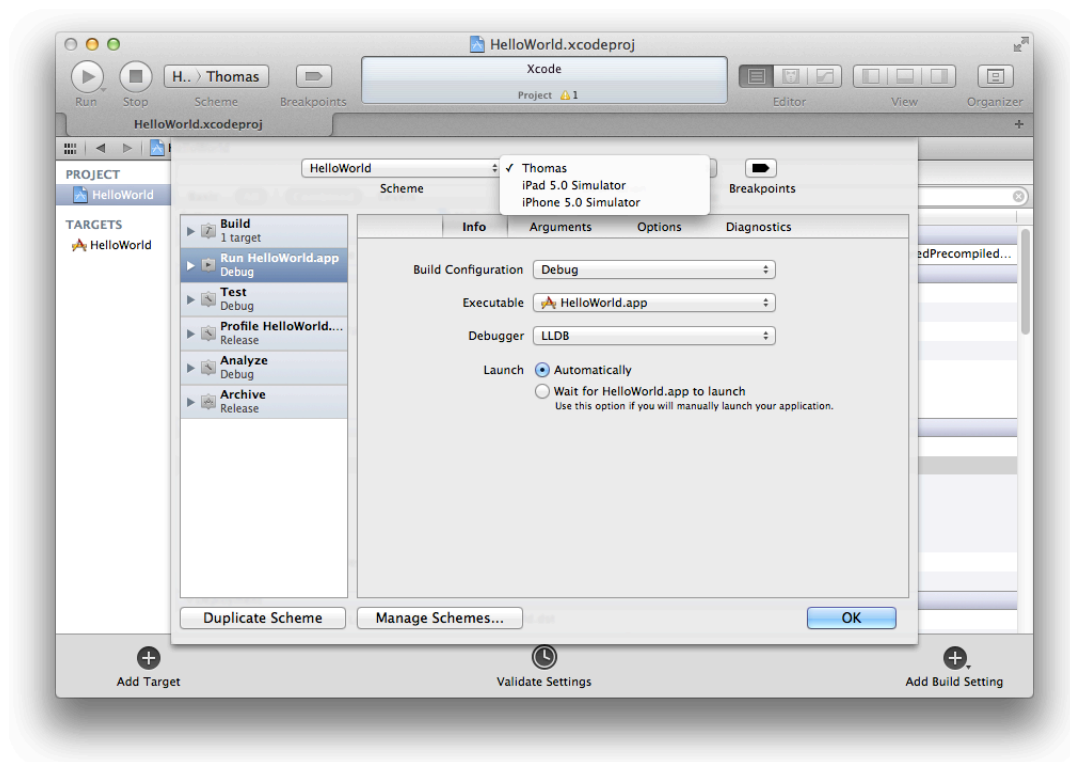 HelloWorld.xcodeproj
H.. › Thomas
Run
Stop
Scheme
Breakpoints
Xcode
Project 1
Editor
View
Organizer
HelloWorld.xcodeproj
PROJECT
HelloWorld
TARGETS
HelloWorld
HelloWorld
✓ Thomas
iPad 5.0 Simulator
iPhone 5.0 Simulator
Scheme
Breakpoints
Build
1 target
Run HelloWorld.app
Debug
Test
Debug
Profile HelloWorld....
Release
Analyze
Debug
Archive
Release
Info
Arguments
Options
Diagnostics
Build Configuration
Debug
Executable
HelloWorld.app
Debugger
LLDB
Launch
Automatically
Wait for HelloWorld.app to launch
Use this option if you will manually launch your application.
edPrecompiled...
Duplicate Scheme
Manage Schemes...
OK
Add Target
Validate Settings
Add Build Setting